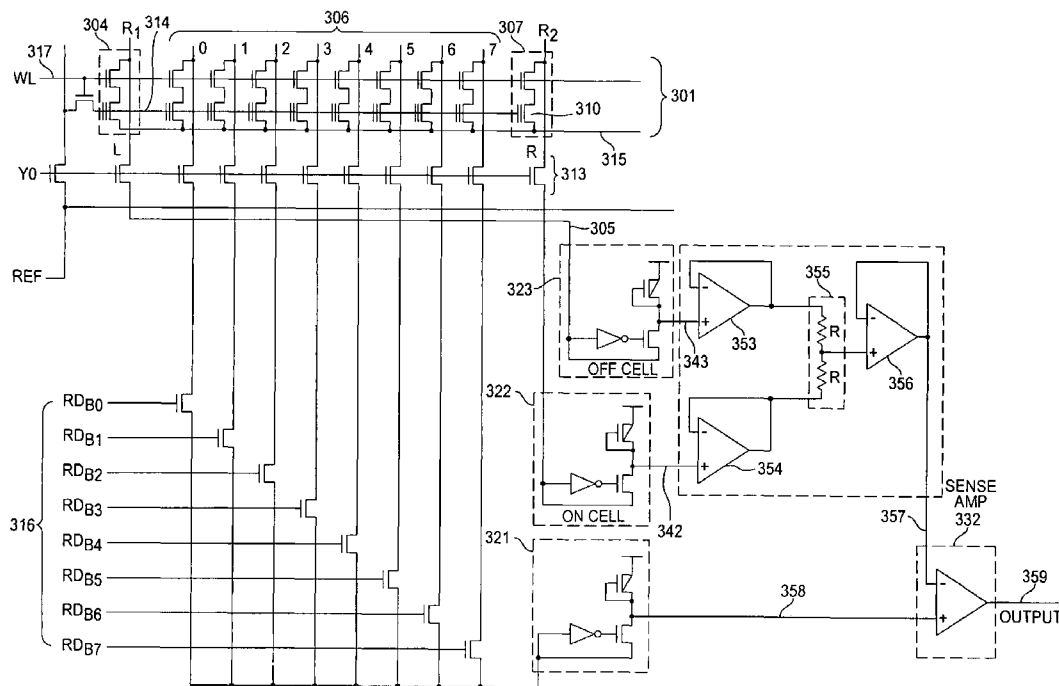 304 R1 314 306 307 R2
317 0 1 2 3 4 5 6 7
WL
310
301
315
L R
Y0
313
305
REF
323
355
R
353
343
R
356
OFF CELL
322
354
342
ON CELL
SENSE
AMP
321
357
332
358
359
OUTPUT
316
RDB0
RDB1
RDB2
RDB3
RDB4
RDB5
RDB6
RDB7